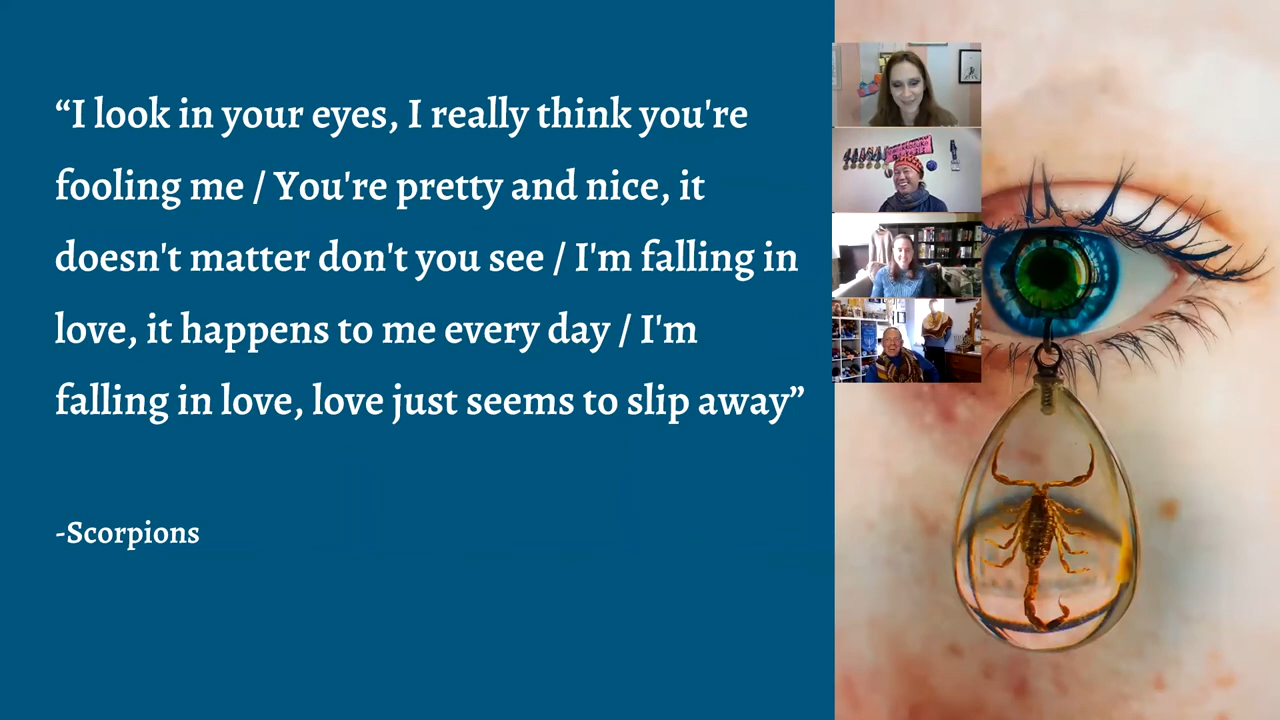 “I look in your eyes, I really think you're
fooling me / You're pretty and nice, it
doesn't matter don't you see / I'm falling in
love, it happens to me every day / I'm
falling in love, love just seems to slip away”
-Scorpions